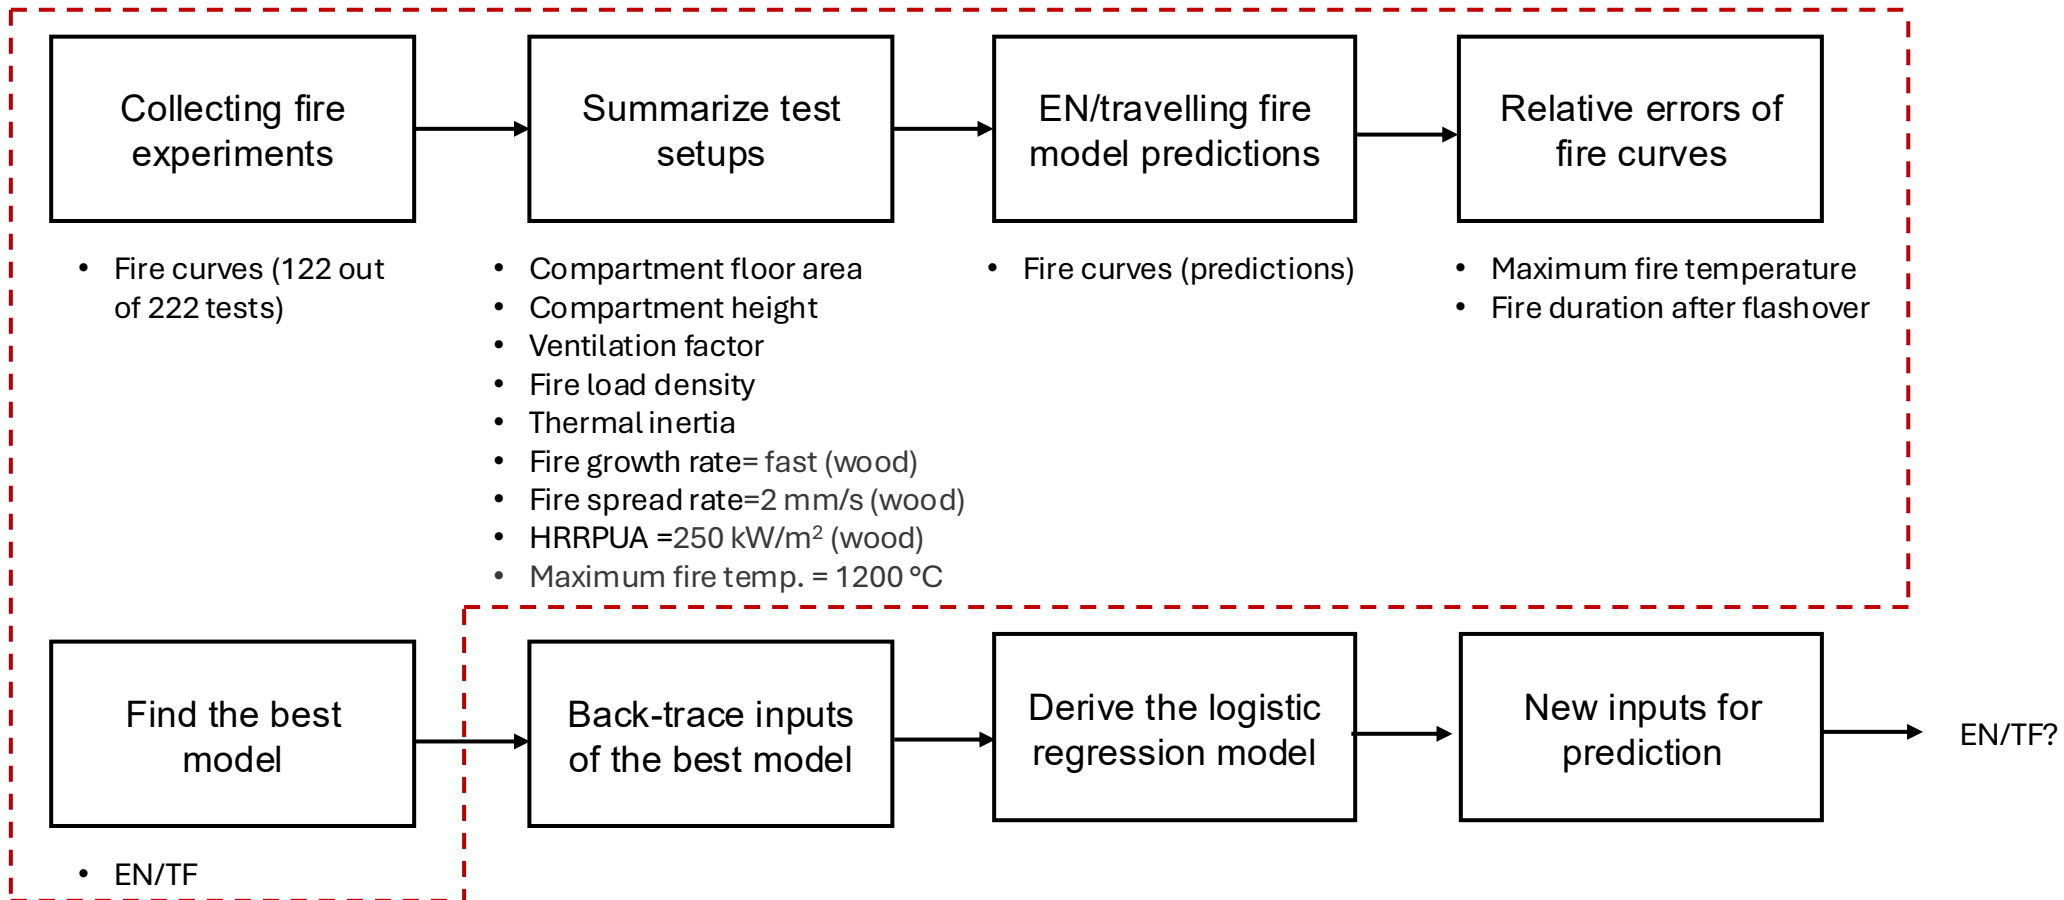 Collecting fire
experiments
Summarize test
setups
EN/travelling fire
model predictions
Relative errors of
fire curves
• Fire curves (122 out
of 222 tests)
• Compartment floor area
• Compartment height
• Ventilation factor
• Fire load density
• Thermal inertia
• Fire growth rate= fast (wood)
• Fire spread rate=2 mm/s (wood)
• HRRPUA =250 kW/m² (wood)
• Maximum fire temp. = 1200 °C
• Fire curves (predictions)
• Maximum fire temperature
• Fire duration after flashover
Find the best
model
Back-trace inputs
of the best model
Derive the logistic
regression model
New inputs for
prediction
EN/TF?
• EN/TF